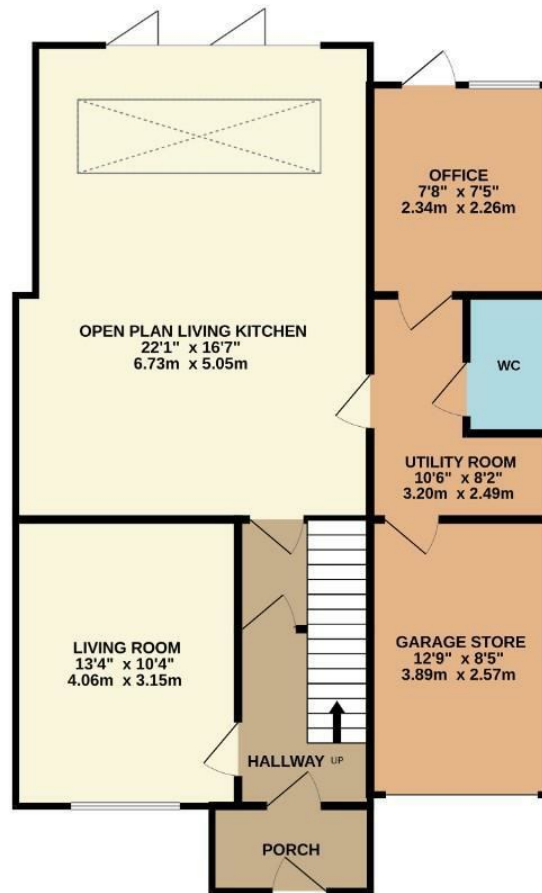 OFFICE
7'8" x 7'5"
2.34m x 2.26m
OPEN PLAN LIVING KITCHEN
22'1" x 16'7"
6.73m x 5.05m
WC
UTILITY ROOM
10'6" x 8'2"
3.20m x 2.49m
LIVING ROOM
13'4" x 10'4"
4.06m x 3.15m
GARAGE STORE
12'9" x 8'5"
3.89m x 2.57m
HALLWAY UP
PORCH